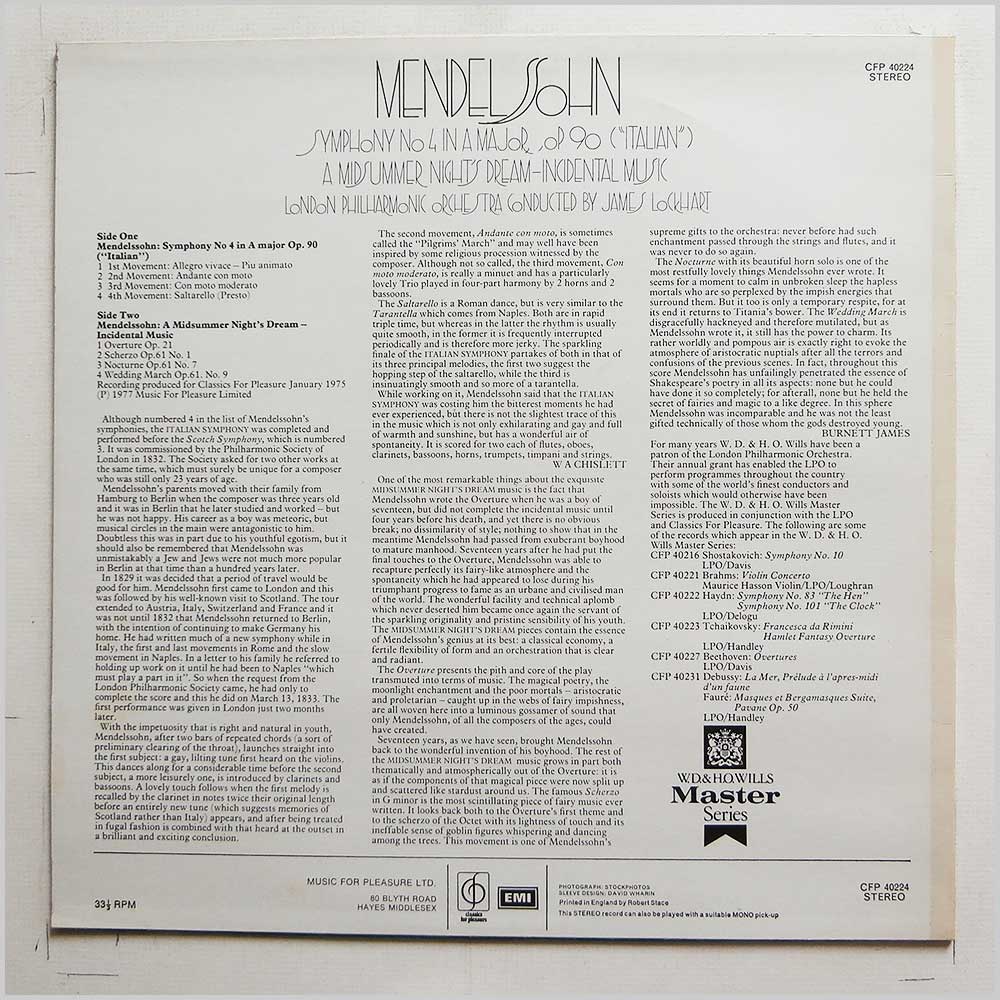 MENDELSSOHN
CFP 40224
STEREO
SYMPHONY No 4 IN A MAJOR, OP 90 ("ITALIAN")
A MIDSUMMER NIGHT'S DREAM–INCIDENTAL MUSIC
LONDON PHILHARMONIC ORCHESTRA CONDUCTED BY JAMES LOCKHART
Side One
Mendelssohn: Symphony No 4 in A major Op. 90
("Italian")
1 1st Movement: Allegro vivace – Piu animato
2 2nd Movement: Andante con moto
3 3rd Movement: Con moto moderato
4 4th Movement: Saltarello (Presto)
Side Two
Mendelssohn: A Midsummer Night's Dream –
Incidental Music
1 Overture Op. 21
2 Scherzo Op.61 No. 1
3 Nocturne Op.61 No. 7
4 Wedding March Op.61. No. 9
Recording produced for Classics For Pleasure January 1975
(P) 1977 Music For Pleasure Limited
Although numbered 4 in the list of Mendelssohn's
symphonies, the ITALIAN SYMPHONY was completed and
performed before the Scotch Symphony, which is numbered
3. It was commissioned by the Philharmonic Society of
London in 1832. The Society asked for two other works at
the same time, which must surely be unique for a composer
who was still only 23 years of age.
Mendelssohn's parents moved with their family from
Hamburg to Berlin when the composer was three years old
and it was in Berlin that he later studied and worked – but
he was not happy. His career as a boy was meteoric, but
musical circles in the main were antagonistic to him.
Doubtless this was in part due to his youthful egotism, but it
should also be remembered that Mendelssohn was
unmistakably a Jew and Jews were not much more popular
in Berlin at that time than a hundred years later.
In 1829 it was decided that a period of travel would be
good for him. Mendelssohn first came to London and this
was followed by his well-known visit to Scotland. The tour
extended to Austria, Italy, Switzerland and France and it
was not until 1832 that Mendelssohn returned to Berlin,
with the intention of continuing to make Germany his
home. He had written much of a new symphony while in
Italy, the first and last movements in Rome and the slow
movement in Naples. In a letter to his family he referred to
holding up work on it until he had been to Naples "which
must play a part in it". So when the request from the
London Philharmonic Society came, he had only to
complete the score and this he did on March 13, 1833. The
first performance was given in London just two months
later.
With the impetuosity that is right and natural in youth,
Mendelssohn, after two bars of repeated chords (a sort of
preliminary clearing of the throat), launches straight into
the first subject: a gay, lilting tune first heard on the violins.
This dances along for a considerable time before the second
subject, a more leisurely one, is introduced by clarinets and
bassoons. A lovely touch follows when the first melody is
recalled by the clarinet in notes twice their original length
before an entirely new tune (which suggests memories of
Scotland rather than Italy) appears, and after being treated
in fugal fashion is combined with that heard at the outset in
a brilliant and exciting conclusion.
The second movement, Andante con moto, is sometimes
called the "Pilgrims' March" and may well have been
inspired by some religious procession witnessed by the
composer. Although not so called, the third movement, Con
moto moderato, is really a minuet and has a particularly
lovely Trio played in four-part harmony by 2 horns and 2
bassoons.
The Saltarello is a Roman dance, but is very similar to the
Tarantella which comes from Naples. Both are in rapid
triple time, but whereas in the latter the rhythm is usually
quite smooth, in the former it is frequently interrupted
periodically and is therefore more jerky. The sparkling
finale of the ITALIAN SYMPHONY partakes of both in that of
its three principal melodies, the first two suggest the
hopping step of the saltarello, while the third is
insinuatingly smooth and so more of a tarantella.
While working on it, Mendelssohn said that the ITALIAN
SYMPHONY was costing him the bitterest moments he had
ever experienced, but there is not the slightest trace of this
in the music which is not only exhilarating and gay and full
of warmth and sunshine, but has a wonderful air of
spontaneity. It is scored for two each of flutes, oboes,
clarinets, bassoons, horns, trumpets, timpani and strings.
W A CHISLETT
One of the most remarkable things about the exquisite
MIDSUMMER NIGHT'S DREAM music is the fact that
Mendelssohn wrote the Overture when he was a boy of
seventeen, but did not complete the incidental music until
four years before his death, and yet there is no obvious
break, no dissimilarity of style; nothing to show that in the
meantime Mendelssohn had passed from exuberant boyhood
to mature manhood. Seventeen years after he had put the
final touches to the Overture, Mendelssohn was able to
recapture perfectly its fairy-like atmosphere and the
spontaneity which he had appeared to lose during his
triumphant progress to fame as an urbane and civilised man
of the world. The wonderful facility and technical aplomb
which never deserted him became once again the servant of
the sparkling originality and pristine sensibility of his youth.
The MIDSUMMER NIGHT'S DREAM pieces contain the essence
of Mendelssohn's genius at its best: a classical economy, a
fertile flexibility of form and an orchestration that is clear
and radiant.
The Overture presents the pith and core of the play
transmuted into terms of music. The magical poetry, the
moonlight enchantment and the poor mortals – aristocratic
and proletarian – caught up in the webs of fairy impishness,
are all woven here into a luminous gossamer of sound that
only Mendelssohn, of all the composers of the ages, could
have created.
Seventeen years, as we have seen, brought Mendelssohn
back to the wonderful invention of his boyhood. The rest of
the MIDSUMMER NIGHT'S DREAM music grows in part both
thematically and atmospherically out of the Overture: it is
as if the components of that magical piece were now split up
and scattered like stardust around us. The famous Scherzo
in G minor is the most scintillating piece of fairy music ever
written. It looks back both to the Overture's first theme and
to the scherzo of the Octet with its lightness of touch and its
ineffable sense of goblin figures whispering and dancing
among the trees. This movement is one of Mendelssohn's
supreme gifts to the orchestra: never before had such
enchantment passed through the strings and flutes, and it
was never to do so again.
The Nocturne with its beautiful horn solo is one of the
most restfully lovely things Mendelssohn ever wrote. It
seems for a moment to calm in unbroken sleep the hapless
mortals who are so perplexed by the impish energies that
surround them. But it too is only a temporary respite, for at
its end it returns to Titania's bower. The Wedding March is
disgracefully hackneyed and therefore mutilated, but as
Mendelssohn wrote it, it still has the power to charm. Its
rather worldly and pompous air is exactly right to evoke the
atmosphere of aristocratic nuptials after all the terrors and
confusions of the previous scenes. In fact, throughout this
score Mendelssohn has unfailingly penetrated the essence of
Shakespeare's poetry in all its aspects: none but he could
have done it so completely; for afterall, none but he held the
secret of fairies and magic to a like degree. In this sphere
Mendelssohn was incomparable and he was not the least
gifted technically of those whom the gods destroyed young.
BURNETT JAMES
For many years W. D. & H. O. Wills have been a
patron of the London Philharmonic Orchestra.
Their annual grant has enabled the LPO to
perform programmes throughout the country
with some of the world's finest conductors and
soloists which would otherwise have been
impossible. The W. D. & H. O. Wills Master
Series is produced in conjunction with the LPO
and Classics For Pleasure. The following are some
of the records which appear in the W. D. & H. O.
Wills Master Series:
CFP 40216 Shostakovich: Symphony No. 10
LPO/Davis
CFP 40221 Brahms: Violin Concerto
Maurice Hasson Violin/LPO/Loughran
CFP 40222 Haydn: Symphony No. 83 "The Hen"
Symphony No. 101 "The Clock"
LPO/Delogu
CFP 40223 Tchaikovsky: Francesca da Rimini
Hamlet Fantasy Overture
LPO/Handley
CFP 40227 Beethoven: Overtures
LPO/Davis
CFP 40231 Debussy: La Mer, Prélude à l'apres-midi
d'un faune
Fauré: Masques et Bergamasques Suite,
Pavane Op. 50
LPO/Handley
W.D.&H.O.WILLS
Master
Series
33⅓ RPM
MUSIC FOR PLEASURE LTD.
80 BLYTH ROAD
HAYES MIDDLESEX
classics
for pleasure
EMI
PHOTOGRAPH: STOCKPHOTOS
SLEEVE DESIGN: DAVID WHARIN
Printed in England by Robert Stace
This STEREO record can also be played with a suitable MONO pick-up
CFP 40224
STEREO